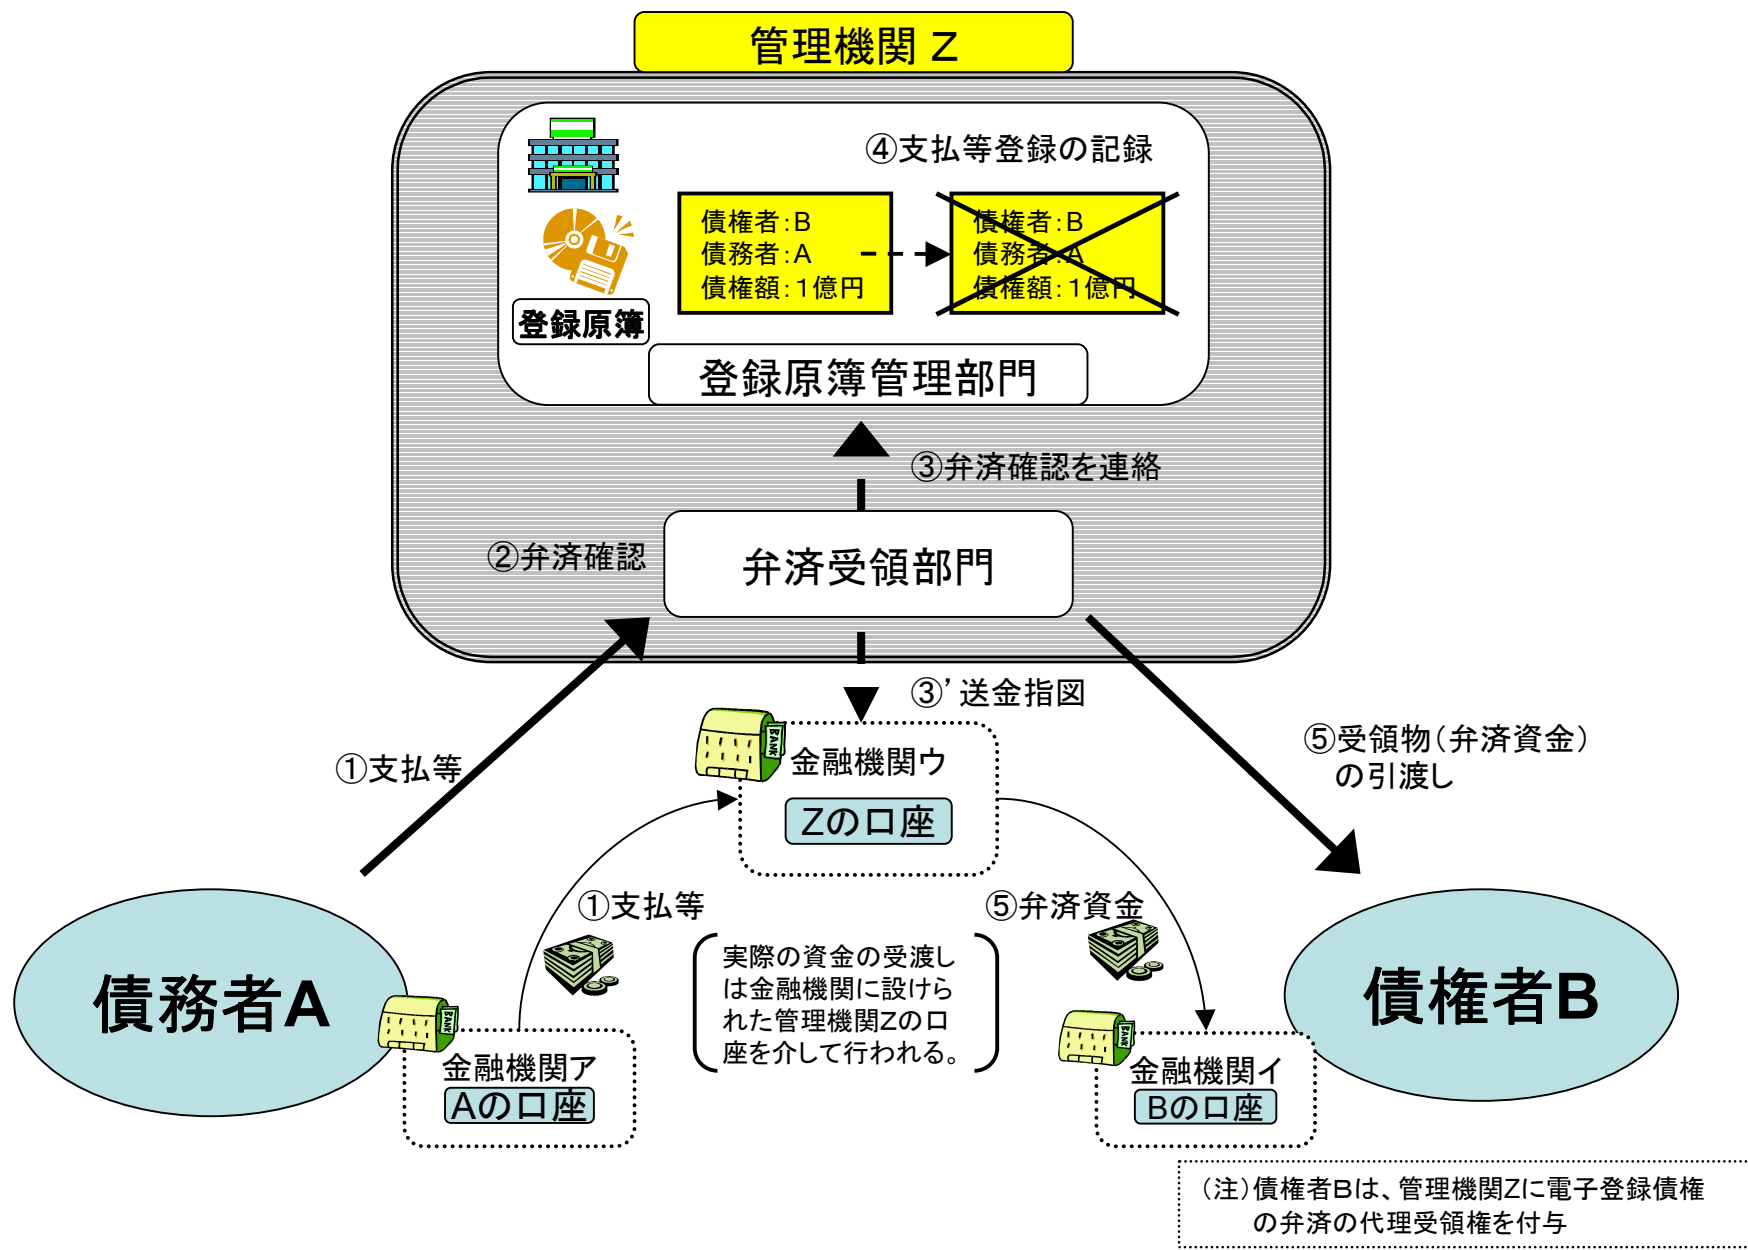 管理機関 Z
④支払等登録の記録
債権者:B
債務者:A
債権額:1億円
債権者:B
債務者:A
債権額:1億円
登録原簿
登録原簿管理部門
③弁済確認を連絡
②弁済確認
弁済受領部門
③’送金指図
①支払等
金融機関ウ
Zの口座
BANK
⑤受領物(弁済資金)
の引渡し
①支払等
⑤弁済資金
実際の資金の受渡し
は金融機関に設けら
れた管理機関Zの口
座を介して行われる。
債務者A
BANK
金融機関ア
Aの口座
債権者B
BANK
金融機関イ
Bの口座
(注)債権者Bは、管理機関Zに電子登録債権
の弁済の代理受領権を付与